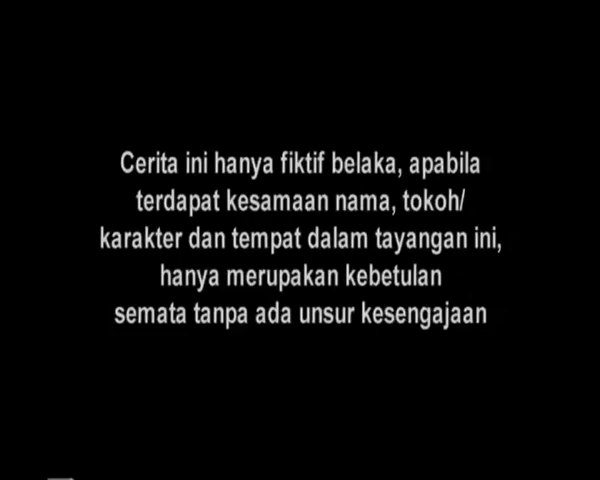 Cerita ini hanya fiktif belaka, apabila
terdapat kesamaan nama, tokoh/
karakter dan tempat dalam tayangan ini,
hanya merupakan kebetulan
semata tanpa ada unsur kesengajaan